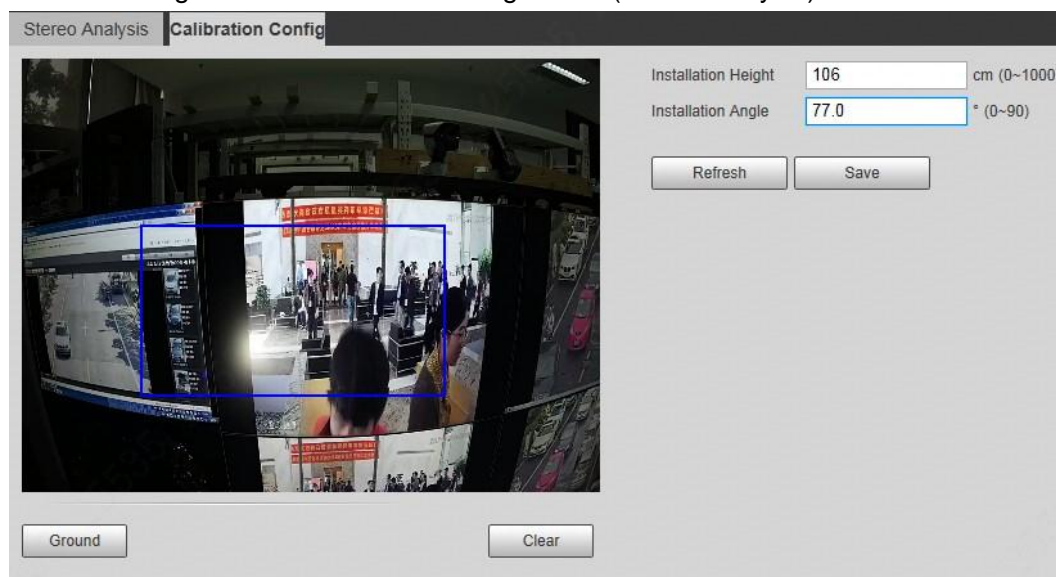 Stereo Analysis Calibration Config
Installation Height 106 cm (0~1000
Installation Angle 77.0 ° (0~90)
Refresh Save
Ground Clear